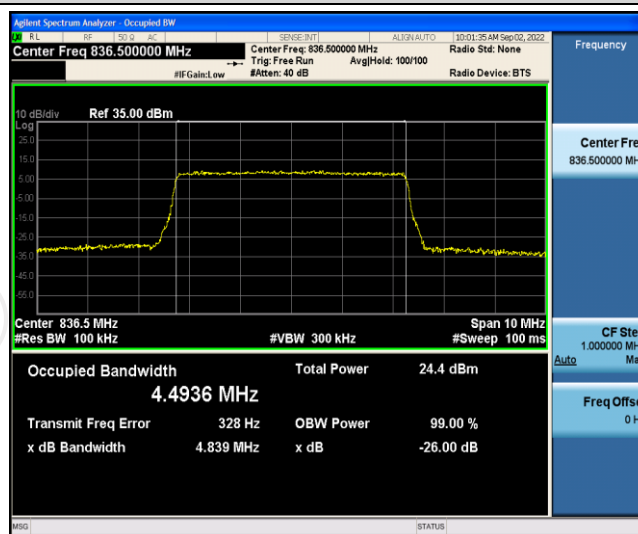 Agilent Spectrum Analyzer - Occupied BW
RL RF 50 Ω AC SENSE:INT ALIGN AUTO 10:01:35 AM Sep 02, 2022
Center Freq 836.500000 MHz
Center Freq: 836.500000 MHz Radio Std: None
Trig: Free Run Avg|Hold: 100/100
#IFGain:Low #Atten: 40 dB Radio Device: BTS
10 dB/div Ref 35.00 dBm
Log
25.0
15.0
5.00
-5.00
-15.0
-25.0
-35.0
-45.0
-55.0
Center 836.5 MHz Span 10 MHz
#Res BW 100 kHz #VBW 300 kHz #Sweep 100 ms
Occupied Bandwidth Total Power 24.4 dBm
4.4936 MHz
Transmit Freq Error 328 Hz OBW Power 99.00 %
x dB Bandwidth 4.839 MHz x dB -26.00 dB
MSG STATUS
Frequency
Center Fre
836.500000 MH
CF Ste
1.000000 MH
Auto Ma
Freq Offs
0 H